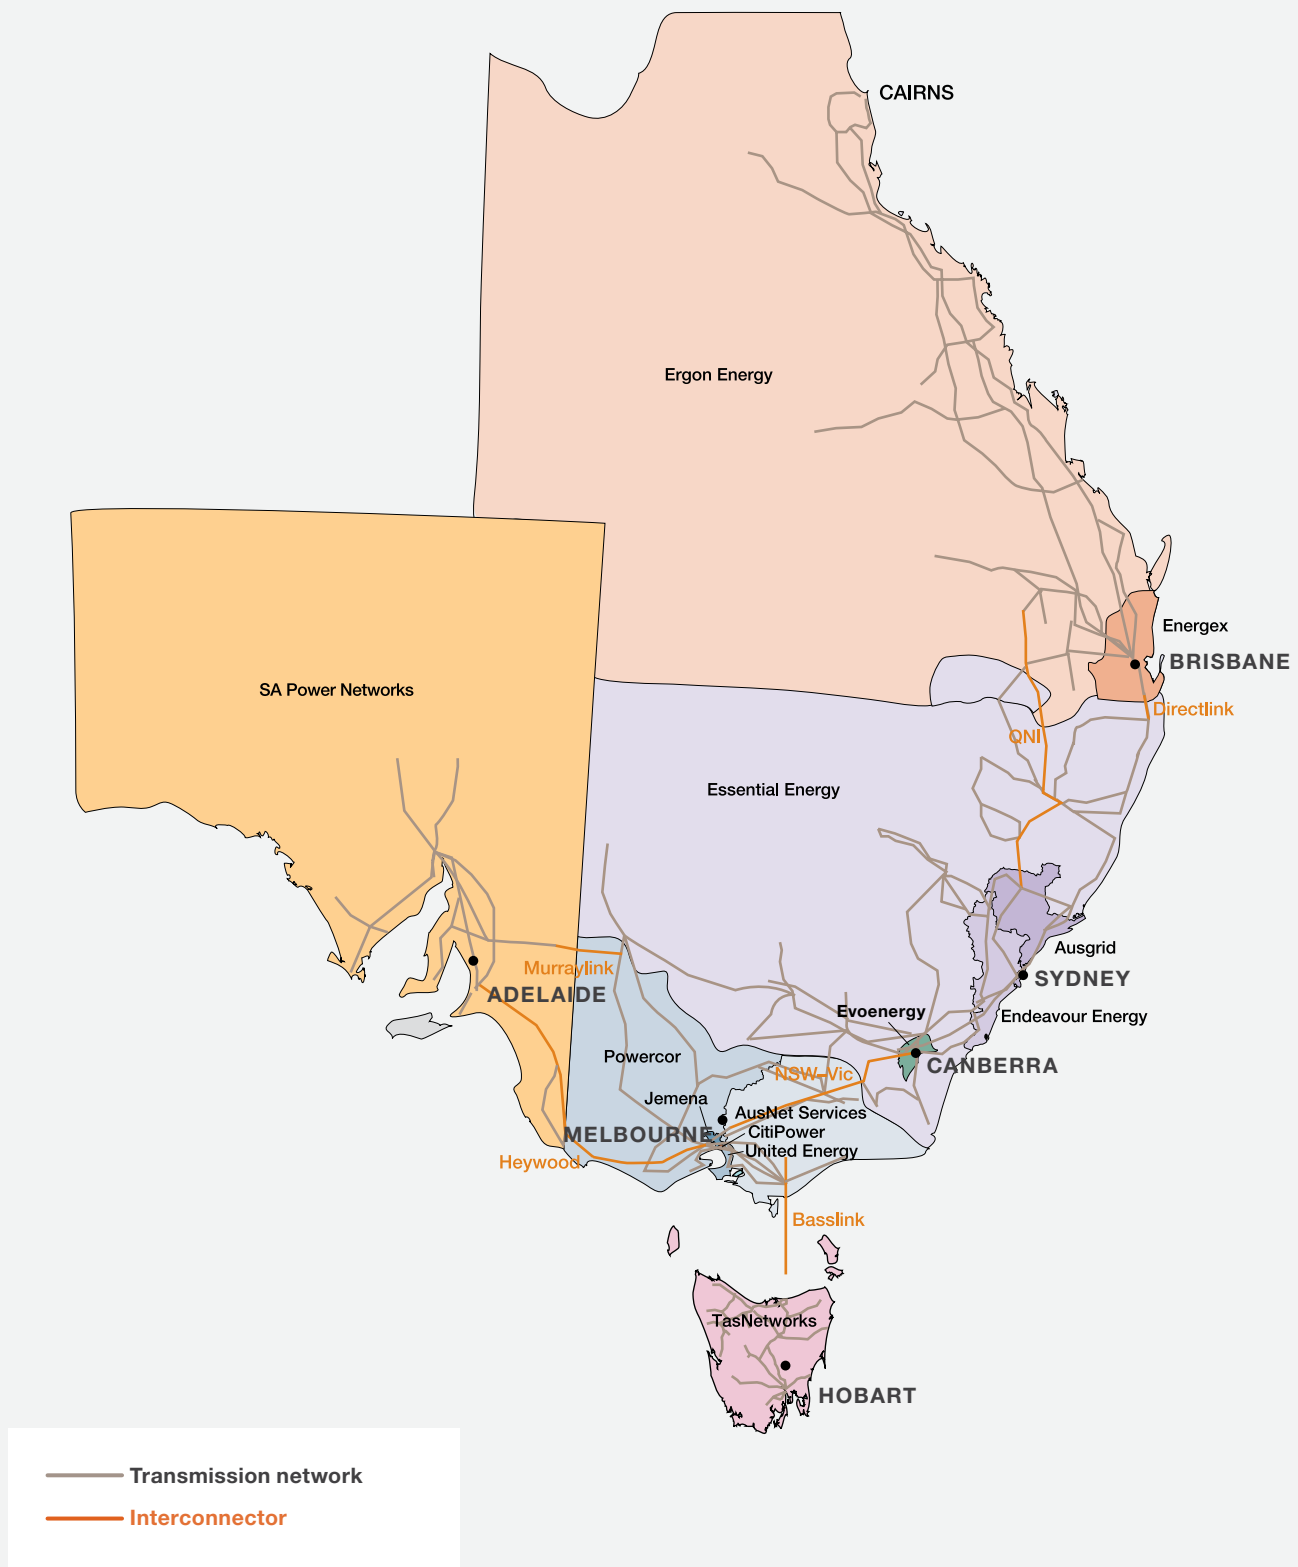 CAIRNS
Ergon Energy
Energex
BRISBANE
SA Power Networks
Directlink
QNI
Essential Energy
Ausgrid
Murraylink
SYDNEY
ADELAIDE
Evoenergy
Endeavour Energy
Powercor
CANBERRA
NSW-Vic
Jemena
AusNet Services
CitiPower
MELBOURNE
United Energy
Heywood
Basslink
TasNetworks
HOBART
Transmission network
Interconnector